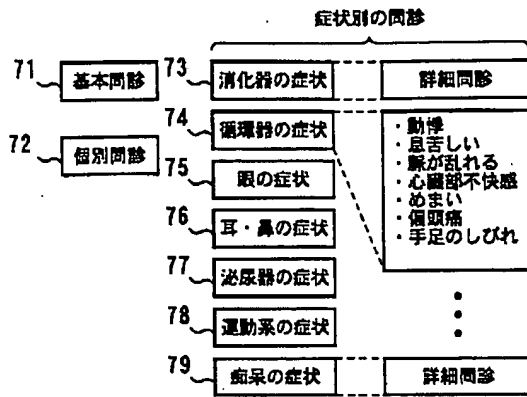 症状別の問診
71
基本問診
72
個別問診
73
消化器の症状
詳細問診
74
循環器の症状
・動悸
・息苦しい
・脈が乱れる
・心臓部不快感
・めまい
・偏頭痛
・手足のしびれ
75
眼の症状
76
耳・鼻の症状
77
泌尿器の症状
78
運動系の症状
79
痴呆の症状
詳細問診